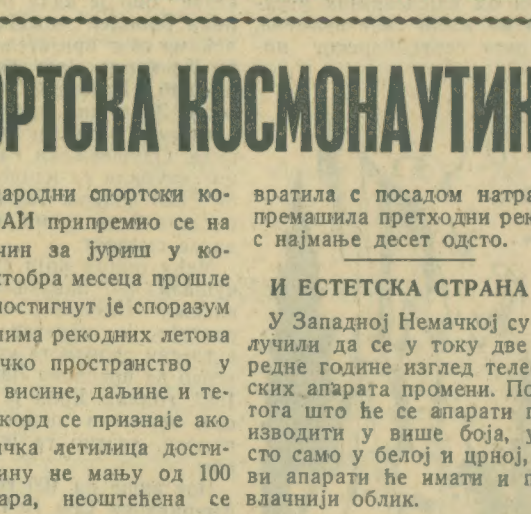 ОРТСКА КОСМОНАУТИК
ародни спортски ко-
АИ припремио се на
чин за јуриш у ко-
ктобра месеца прошле
постигнут је споразум
нима рекодних летова
чко пространство у
висине, даљине и те-
корд се признаје ако
ичка летилица дости-
ину не мању од 100
ара, неоштећена се
вратила с посадом натра
премашила претходни рек
с најмање десет одсто.
И ЕСТЕТСКА СТРАНА
У Западној Немачкој су
лучили да се у току две
редне године изглед теле
ских апарата промени. По
тога што ће се апарати п
изводити у више боја, у
сто само у белој и црној,
ви апарати ће имати и п
влачнији облик.